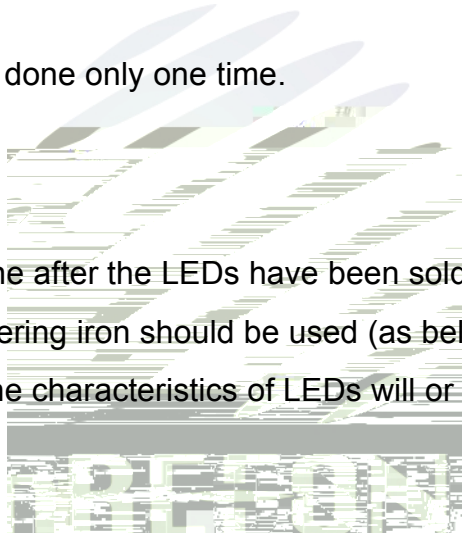 done only one time.
ne after the LEDs have been sold
ering iron should be used (as bel
ne characteristics of LEDs will or